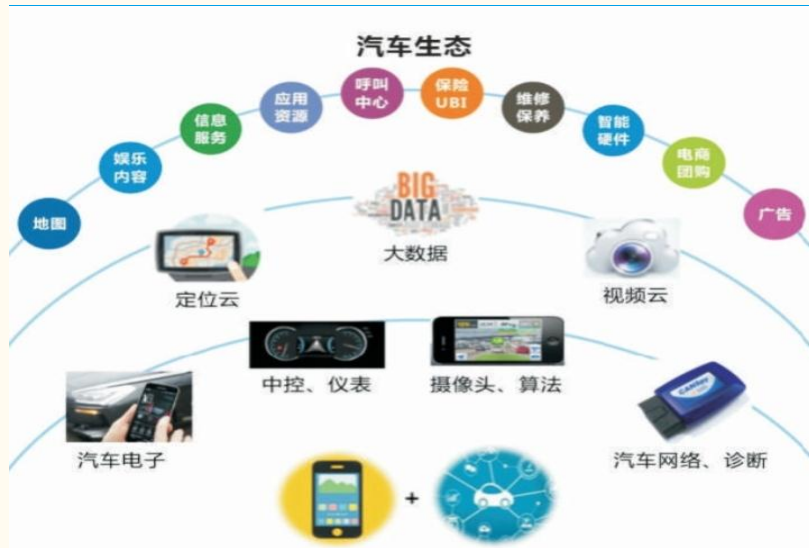 汽车生态
地图
娱乐
内容
信息
服务
应用
资源
呼叫
中心
保险
UBI
维修
保养
智能
硬件
电商
团购
广告
BIG
DATA
定位云
大数据
视频云
中控、仪表
摄像头、算法
汽车电子
汽车网络、诊断
+